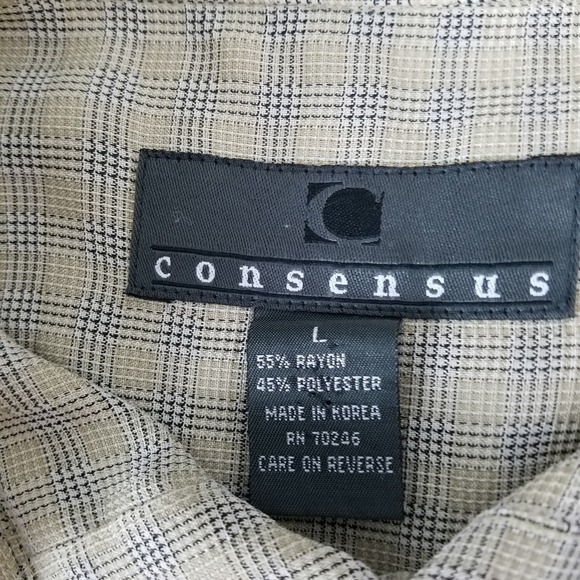 consensus
L
55% RAYON
45% POLYESTER
MADE IN KOREA
RN 70246
CARE ON REVERSE